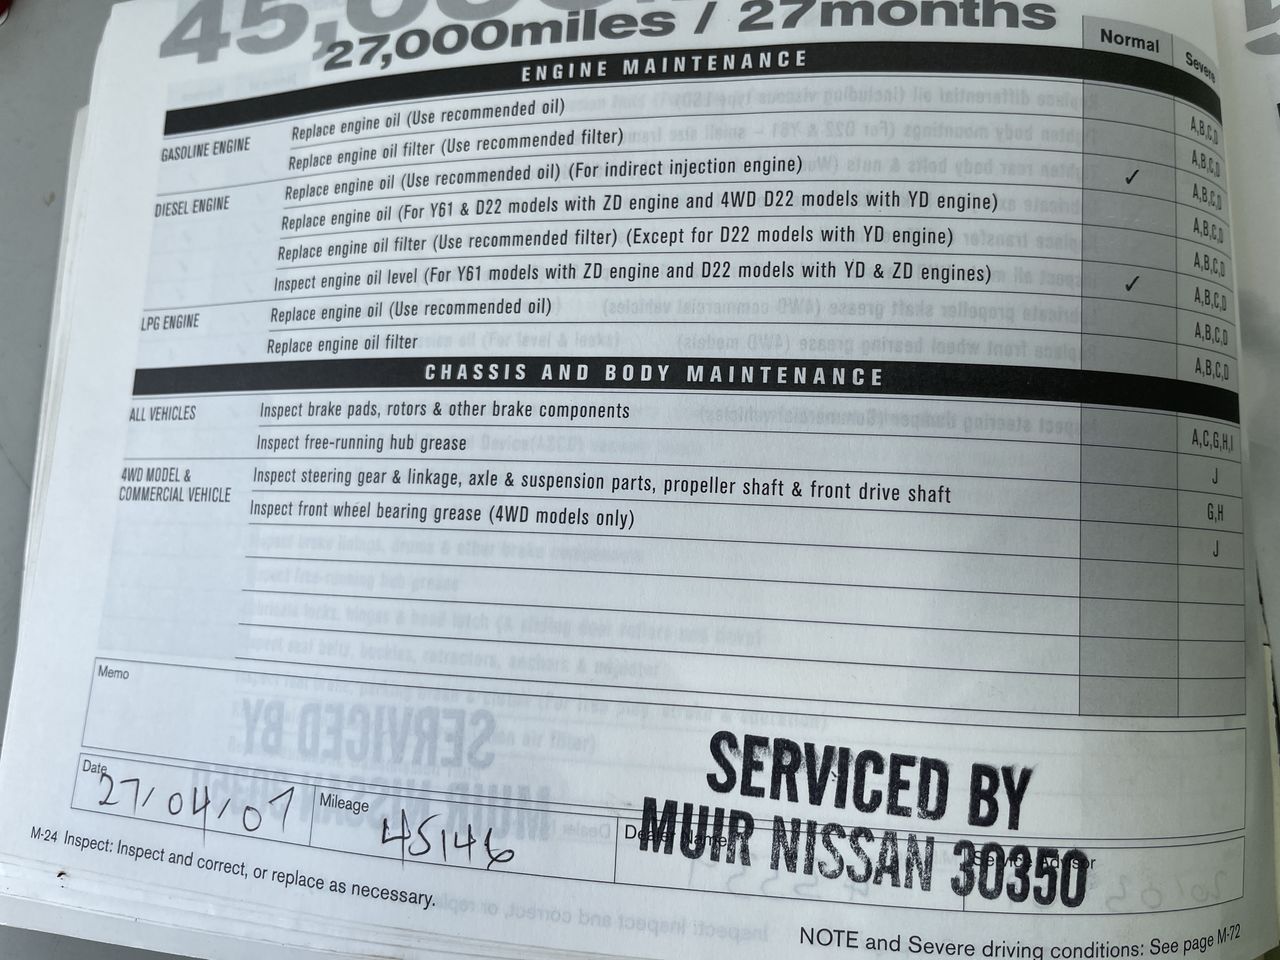 45,00
27,000miles / 27months
Normal
Severe
ENGINE MAINTENANCE
GASOLINE ENGINE
Replace engine oil (Use recommended oil)
A,B,C,D
Replace engine oil filter (Use recommended filter)
A,B,C,D
DIESEL ENGINE
Replace engine oil (Use recommended oil) (For indirect injection engine)
✓
A,B,C,D
Replace engine oil (For Y61 & D22 models with ZD engine and 4WD D22 models with YD engine)
A,B,C,D
Replace engine oil filter (Use recommended filter) (Except for D22 models with YD engine)
A,B,C,D
Inspect engine oil level (For Y61 models with ZD engine and D22 models with YD & ZD engines)
✓
A,B,C,D
LPG ENGINE
Replace engine oil (Use recommended oil)
A,B,C,D
Replace engine oil filter
A,B,C,D
CHASSIS AND BODY MAINTENANCE
ALL VEHICLES
Inspect brake pads, rotors & other brake components
A,C,G,H,I
Inspect free-running hub grease
J
4WD MODEL &
COMMERCIAL VEHICLE
Inspect steering gear & linkage, axle & suspension parts, propeller shaft & front drive shaft
G,H
Inspect front wheel bearing grease (4WD models only)
J
Memo
SERVICED BY
MUIR NISSAN 30350
Date
27/04/07
Mileage
45146
Dealer Name
Service Advisor
M-24 Inspect: Inspect and correct, or replace as necessary.
NOTE and Severe driving conditions: See page M-72